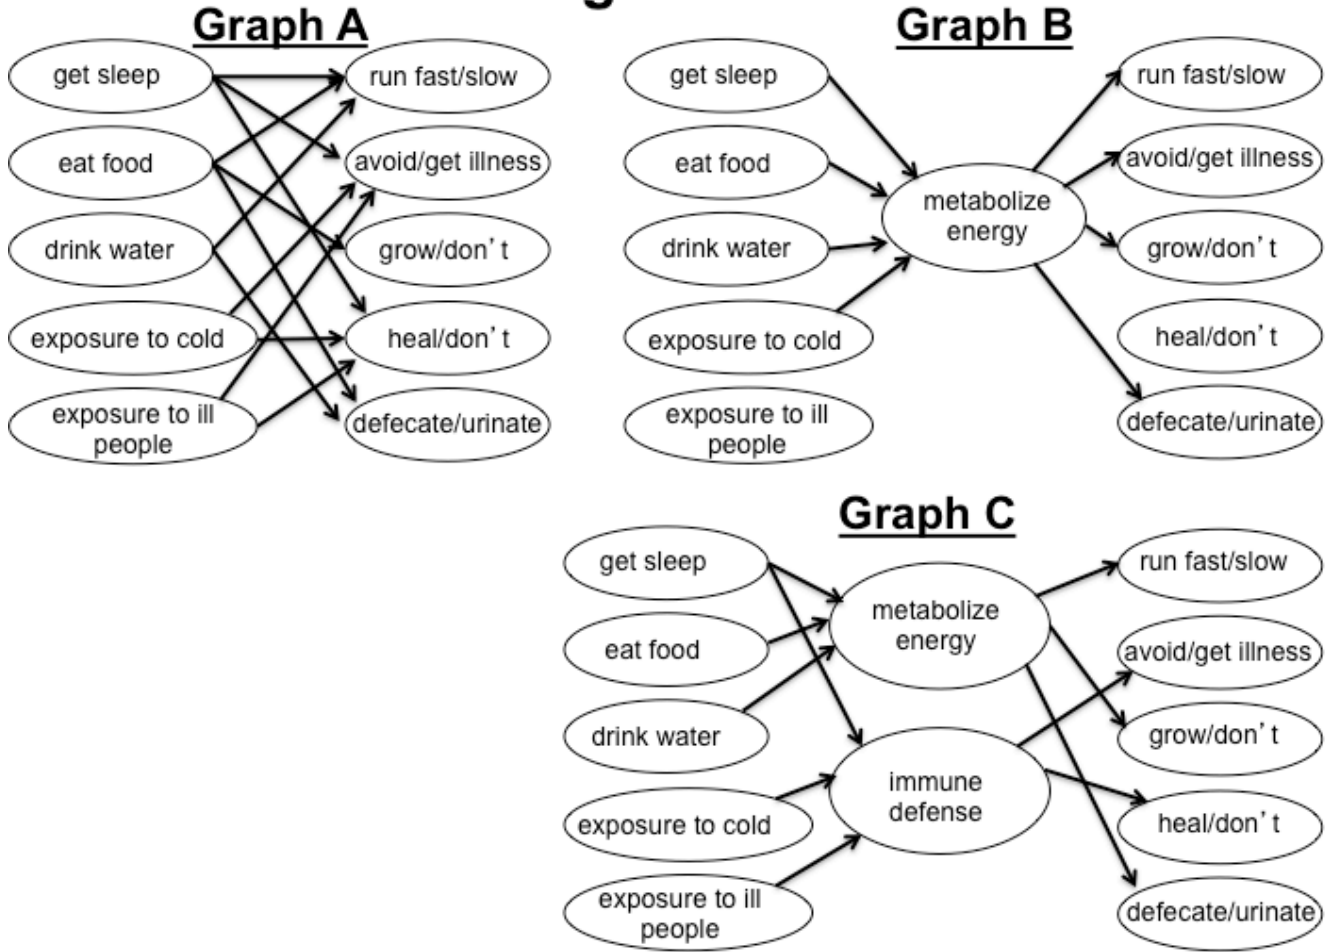 Graph A
get sleep
eat food
drink water
exposure to cold
exposure to ill
people
run fast/slow
avoid/get illness
grow/don’t
heal/don’t
defecate/urinate
Graph B
get sleep
eat food
drink water
exposure to cold
exposure to ill
people
metabolize
energy
run fast/slow
avoid/get illness
grow/don’t
heal/don’t
defecate/urinate
Graph C
get sleep
eat food
drink water
exposure to cold
exposure to ill
people
metabolize
energy
immune
defense
run fast/slow
avoid/get illness
grow/don’t
heal/don’t
defecate/urinate